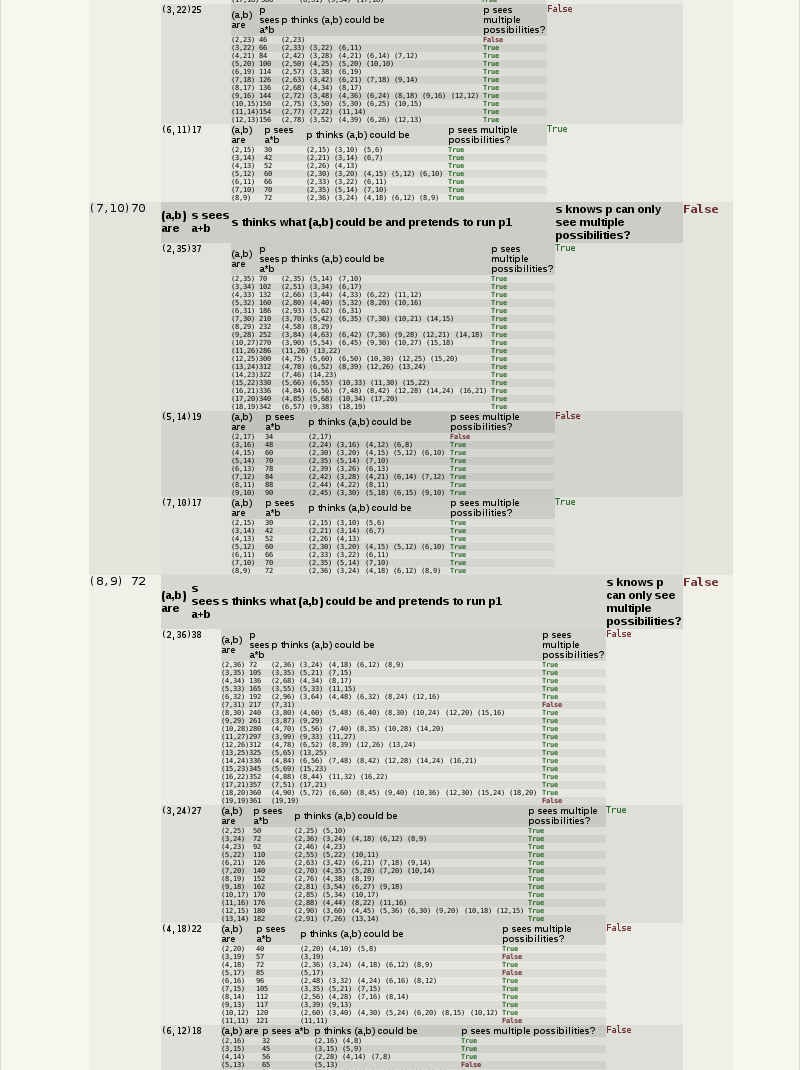 (3,22)25 (a,b) are p sees a*b p thinks (a,b) could be p sees multiple possibilities? False
(2,23) 46 (2,23) False
(3,22) 66 (2,33) (3,22) (6,11) True
(4,21) 84 (2,42) (3,28) (4,21) (6,14) (7,12) True
(5,20) 100 (2,50) (4,25) (5,20) (10,10) True
(6,19) 114 (2,57) (3,38) (6,19) True
(7,18) 126 (2,63) (3,42) (6,21) (7,18) (9,14) True
(8,17) 136 (2,68) (4,34) (8,17) True
(9,16) 144 (2,72) (3,48) (4,36) (6,24) (8,18) (9,16) (12,12) True
(10,15)150 (2,75) (3,50) (5,30) (6,25) (10,15) True
(11,14)154 (2,77) (7,22) (11,14) True
(12,13)156 (2,78) (3,52) (4,39) (6,26) (12,13) True
(6,11)17 (a,b) are p sees a*b p thinks (a,b) could be p sees multiple possibilities? True
(2,15) 30 (2,15) (3,10) (5,6) True
(3,14) 42 (2,21) (3,14) (6,7) True
(4,13) 52 (2,26) (4,13) True
(5,12) 60 (2,30) (3,20) (4,15) (5,12) (6,10) True
(6,11) 66 (2,33) (3,22) (6,11) True
(7,10) 70 (2,35) (5,14) (7,10) True
(8,9) 72 (2,36) (3,24) (4,18) (6,12) (8,9) True
(7,10)70 (a,b) are s sees a+b s thinks what (a,b) could be and pretends to run p1 s knows p can only see multiple possibilities? False
(2,35)37 (a,b) are p sees a*b p thinks (a,b) could be p sees multiple possibilities? True
(2,35) 70 (2,35) (5,14) (7,10) True
(3,34) 102 (2,51) (3,34) (6,17) True
(4,33) 132 (2,66) (3,44) (4,33) (6,22) (11,12) True
(5,32) 160 (2,80) (4,40) (5,32) (8,20) (10,16) True
(6,31) 186 (2,93) (3,62) (6,31) True
(7,30) 210 (3,70) (5,42) (6,35) (7,30) (10,21) (14,15) True
(8,29) 232 (4,58) (8,29) True
(9,28) 252 (3,84) (4,63) (6,42) (7,36) (9,28) (12,21) (14,18) True
(10,27)270 (3,90) (5,54) (6,45) (9,30) (10,27) (15,18) True
(11,26)286 (11,26) (13,22) True
(12,25)300 (4,75) (5,60) (6,50) (10,30) (12,25) (15,20) True
(13,24)312 (4,78) (6,52) (8,39) (12,26) (13,24) True
(14,23)322 (7,46) (14,23) True
(15,22)330 (5,66) (6,55) (10,33) (11,30) (15,22) True
(16,21)336 (4,84) (6,56) (7,48) (8,42) (12,28) (14,24) (16,21) True
(17,20)340 (4,85) (5,68) (10,34) (17,20) True
(18,19)342 (6,57) (9,38) (18,19) True
(5,14)19 (a,b) are p sees a*b p thinks (a,b) could be p sees multiple possibilities? False
(2,17) 34 (2,17) False
(3,16) 48 (2,24) (3,16) (4,12) (6,8) True
(4,15) 60 (2,30) (3,20) (4,15) (5,12) (6,10) True
(5,14) 70 (2,35) (5,14) (7,10) True
(6,13) 78 (2,39) (3,26) (6,13) True
(7,12) 84 (2,42) (3,28) (4,21) (6,14) (7,12) True
(8,11) 88 (2,44) (4,22) (8,11) True
(9,10) 90 (2,45) (3,30) (5,18) (6,15) (9,10) True
(7,10)17 (a,b) are p sees a*b p thinks (a,b) could be p sees multiple possibilities? True
(2,15) 30 (2,15) (3,10) (5,6) True
(3,14) 42 (2,21) (3,14) (6,7) True
(4,13) 52 (2,26) (4,13) True
(5,12) 60 (2,30) (3,20) (4,15) (5,12) (6,10) True
(6,11) 66 (2,33) (3,22) (6,11) True
(7,10) 70 (2,35) (5,14) (7,10) True
(8,9) 72 (2,36) (3,24) (4,18) (6,12) (8,9) True
(8,9) 72 (a,b) are s sees a+b s thinks what (a,b) could be and pretends to run p1 s knows p can only see multiple possibilities? False
(2,36)38 (a,b) are p sees a*b p thinks (a,b) could be p sees multiple possibilities? False
(2,36) 72 (2,36) (3,24) (4,18) (6,12) (8,9) True
(3,35) 105 (3,35) (5,21) (7,15) True
(4,34) 136 (2,68) (4,34) (8,17) True
(5,33) 165 (3,55) (5,33) (11,15) True
(6,32) 192 (2,96) (3,64) (4,48) (6,32) (8,24) (12,16) True
(7,31) 217 (7,31) False
(8,30) 240 (3,80) (4,60) (5,48) (6,40) (8,30) (10,24) (12,20) (15,16) True
(9,29) 261 (3,87) (9,29) True
(10,28)280 (4,70) (5,56) (7,40) (8,35) (10,28) (14,20) True
(11,27)297 (3,99) (9,33) (11,27) True
(12,26)312 (4,78) (6,52) (8,39) (12,26) (13,24) True
(13,25)325 (5,65) (13,25) True
(14,24)336 (4,84) (6,56) (7,48) (8,42) (12,28) (14,24) (16,21) True
(15,23)345 (5,69) (15,23) True
(16,22)352 (4,88) (8,44) (11,32) (16,22) True
(17,21)357 (7,51) (17,21) True
(18,20)360 (4,90) (5,72) (6,60) (8,45) (9,40) (10,36) (12,30) (15,24) (18,20) True
(19,19)361 (19,19) False
(3,24)27 (a,b) are p sees a*b p thinks (a,b) could be p sees multiple possibilities? True
(2,25) 50 (2,25) (5,10) True
(3,24) 72 (2,36) (3,24) (4,18) (6,12) (8,9) True
(4,23) 92 (2,46) (4,23) True
(5,22) 110 (2,55) (5,22) (10,11) True
(6,21) 126 (2,63) (3,42) (6,21) (7,18) (9,14) True
(7,20) 140 (2,70) (4,35) (5,28) (7,20) (10,14) True
(8,19) 152 (2,76) (4,38) (8,19) True
(9,18) 162 (2,81) (3,54) (6,27) (9,18) True
(10,17) 170 (2,85) (5,34) (10,17) True
(11,16) 176 (2,88) (4,44) (8,22) (11,16) True
(12,15) 180 (2,90) (3,60) (4,45) (5,36) (6,30) (9,20) (10,18) (12,15) True
(13,14) 182 (2,91) (7,26) (13,14) True
(4,18)22 (a,b) are p sees a*b p thinks (a,b) could be p sees multiple possibilities? False
(2,20) 40 (2,20) (4,10) (5,8) True
(3,19) 57 (3,19) False
(4,18) 72 (2,36) (3,24) (4,18) (6,12) (8,9) True
(5,17) 85 (5,17) False
(6,16) 96 (2,48) (3,32) (4,24) (6,16) (8,12) True
(7,15) 105 (3,35) (5,21) (7,15) True
(8,14) 112 (2,56) (4,28) (7,16) (8,14) True
(9,13) 117 (3,39) (9,13) True
(10,12) 120 (2,60) (3,40) (4,30) (5,24) (6,20) (8,15) (10,12) True
(11,11) 121 (11,11) False
(6,12)18 (a,b) are p sees a*b p thinks (a,b) could be p sees multiple possibilities? False
(2,16) 32 (2,16) (4,8) True
(3,15) 45 (3,15) (5,9) True
(4,14) 56 (2,28) (4,14) (7,8) True
(5,13) 65 (5,13) False